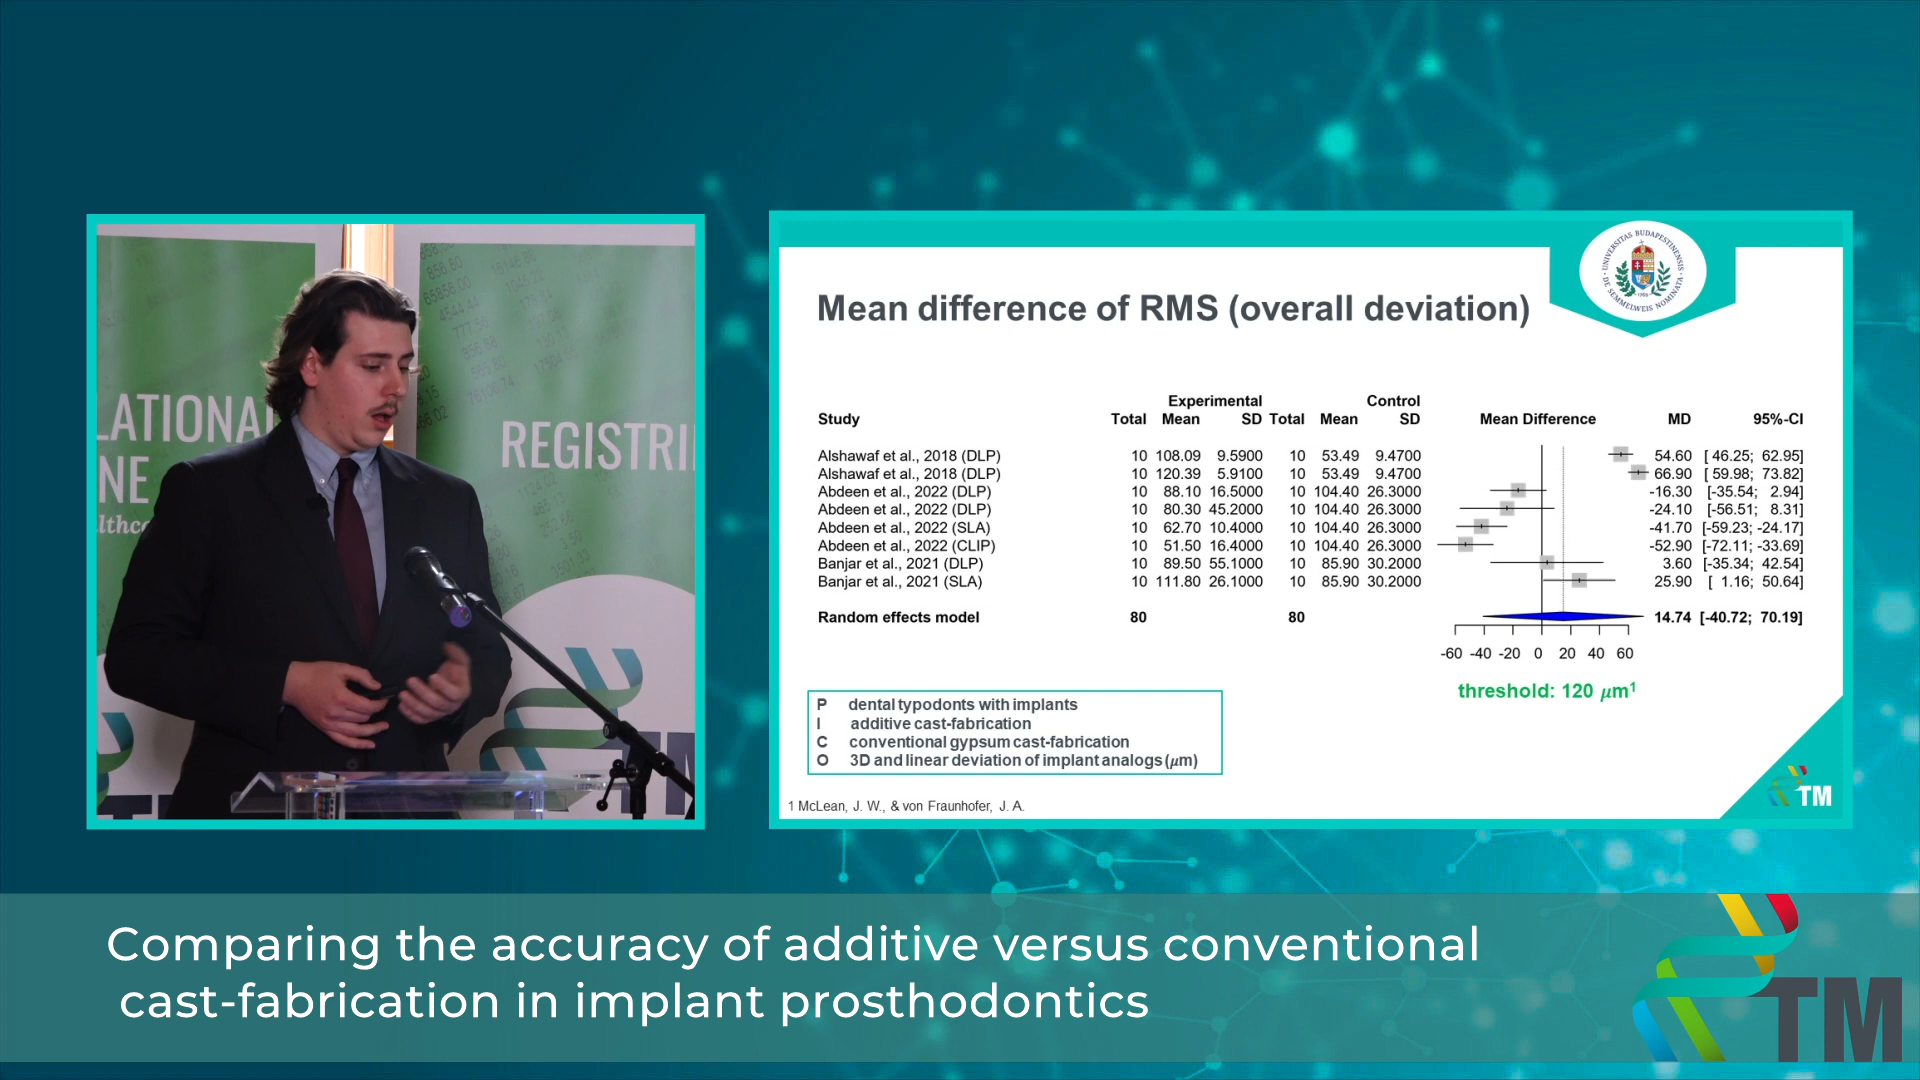 LATIONAL
NE
lthca
REGISTRI
TM
UNIVERSITAS BUDAPESTINENSIS
DE SEMMELWEIS NOMINATA
Mean difference of RMS (overall deviation)
Experimental Control
Study Total Mean SD Total Mean SD Mean Difference MD 95%-CI
Alshawaf et al., 2018 (DLP) 10 108.09 9.5900 10 53.49 9.4700 54.60 [ 46.25; 62.95]
Alshawaf et al., 2018 (DLP) 10 120.39 5.9100 10 53.49 9.4700 66.90 [ 59.98; 73.82]
Abdeen et al., 2022 (DLP) 10 88.10 16.5000 10 104.40 26.3000 -16.30 [-35.54; 2.94]
Abdeen et al., 2022 (DLP) 10 80.30 45.2000 10 104.40 26.3000 -24.10 [-56.51; 8.31]
Abdeen et al., 2022 (SLA) 10 62.70 10.4000 10 104.40 26.3000 -41.70 [-59.23; -24.17]
Abdeen et al., 2022 (CLIP) 10 51.50 16.4000 10 104.40 26.3000 -52.90 [-72.11; -33.69]
Banjar et al., 2021 (DLP) 10 89.50 55.1000 10 85.90 30.2000 3.60 [-35.34; 42.54]
Banjar et al., 2021 (SLA) 10 111.80 26.1000 10 85.90 30.2000 25.90 [ 1.16; 50.64]
Random effects model 80 80 14.74 [-40.72; 70.19]
-60 -40 -20 0 20 40 60
threshold: 120 μm¹
P dental typodonts with implants
I additive cast-fabrication
C conventional gypsum cast-fabrication
O 3D and linear deviation of implant analogs (μm)
1 McLean, J. W., & von Fraunhofer, J. A.
TM
Comparing the accuracy of additive versus conventional
cast-fabrication in implant prosthodontics
TM